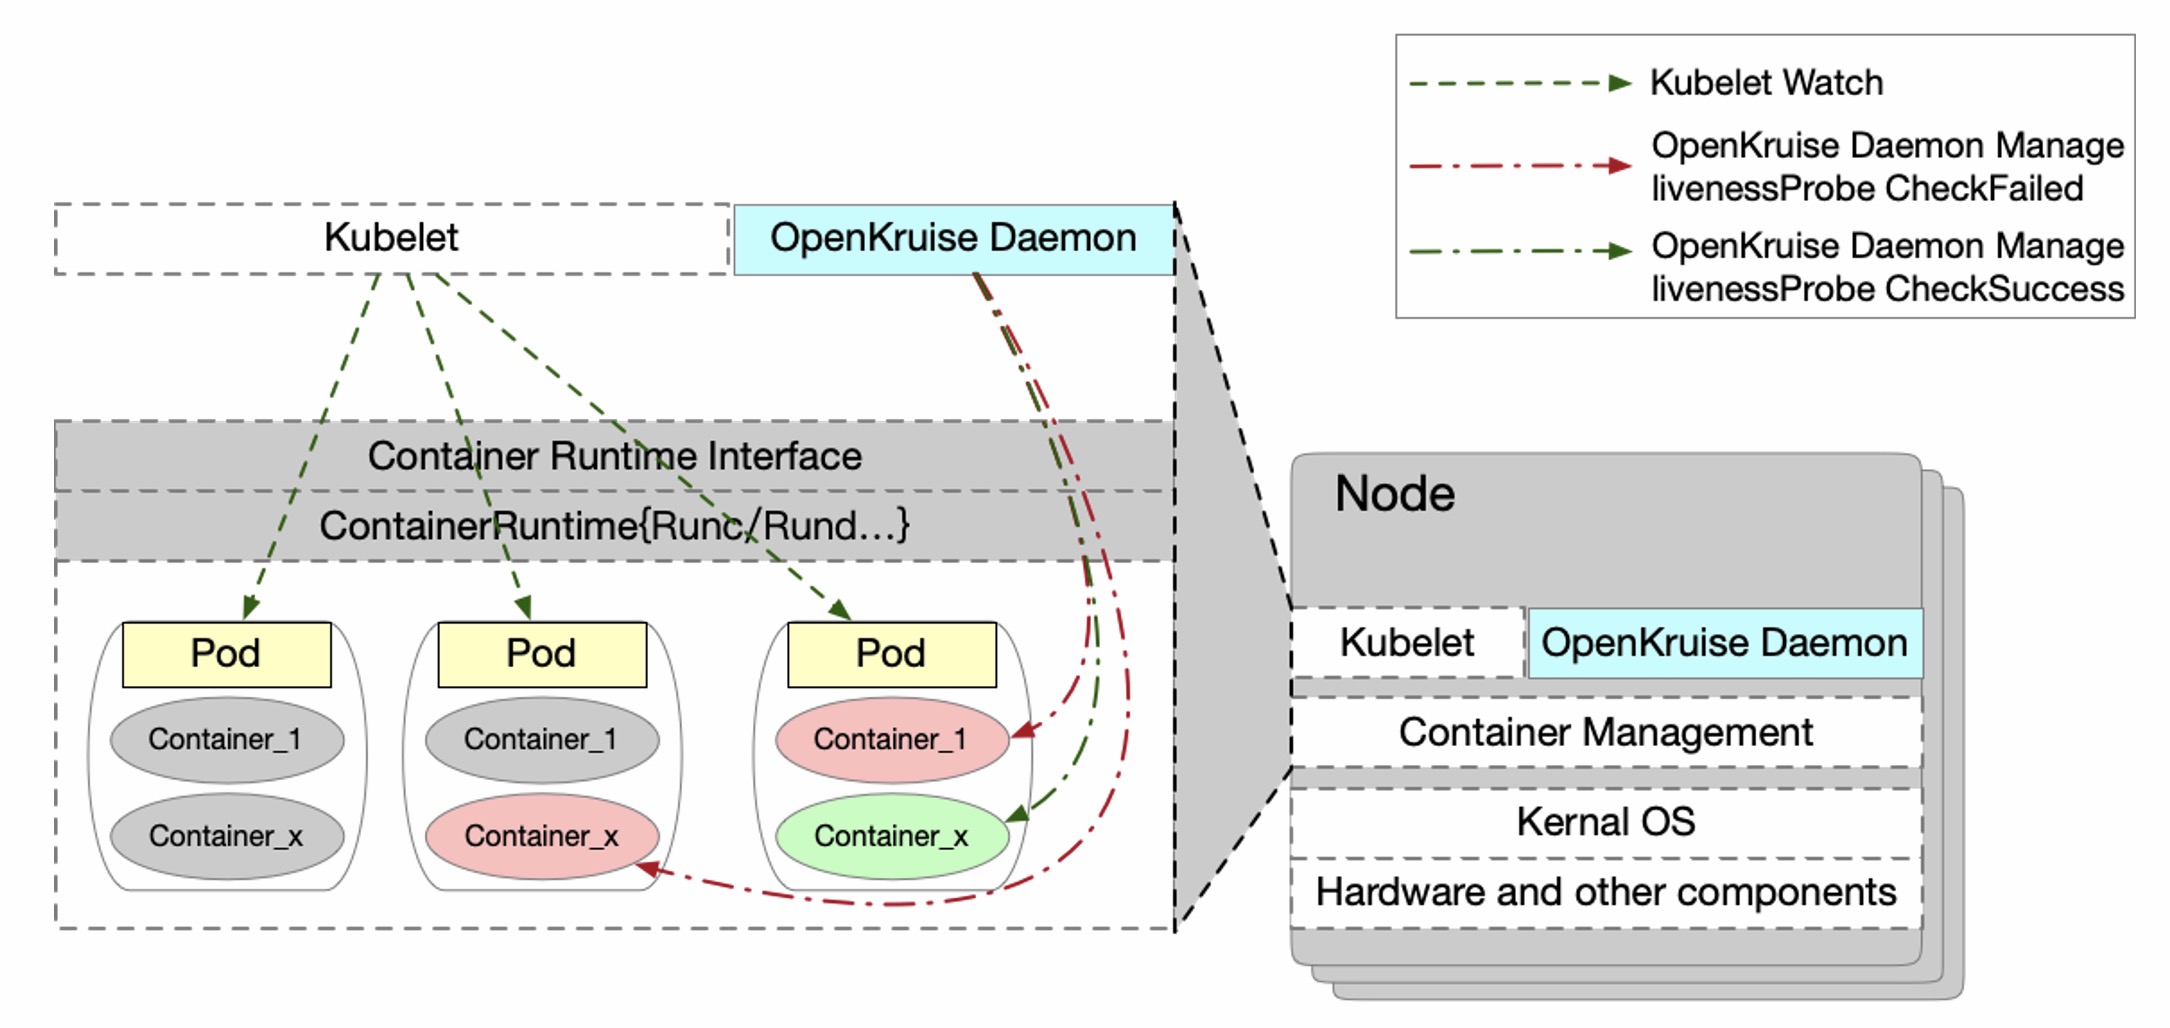 Kubelet Watch
OpenKruise Daemon Manage
livenessProbe CheckFailed
OpenKruise Daemon Manage
livenessProbe CheckSuccess
Kubelet
OpenKruise Daemon
Container Runtime Interface
ContainerRuntime{Runc/Rund...}
Pod
Container_1
Container_x
Pod
Container_1
Container_x
Pod
Container_1
Container_x
Node
Kubelet
OpenKruise Daemon
Container Management
Kernal OS
Hardware and other components